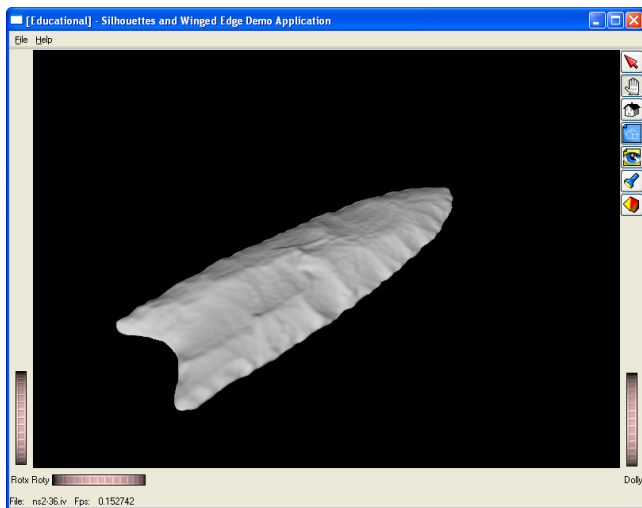 [Educational] - Silhouettes and Winged Edge Demo Application
File Help
Rotx Roty Dolly
File: ns2-36.iv Fps: 0.152742